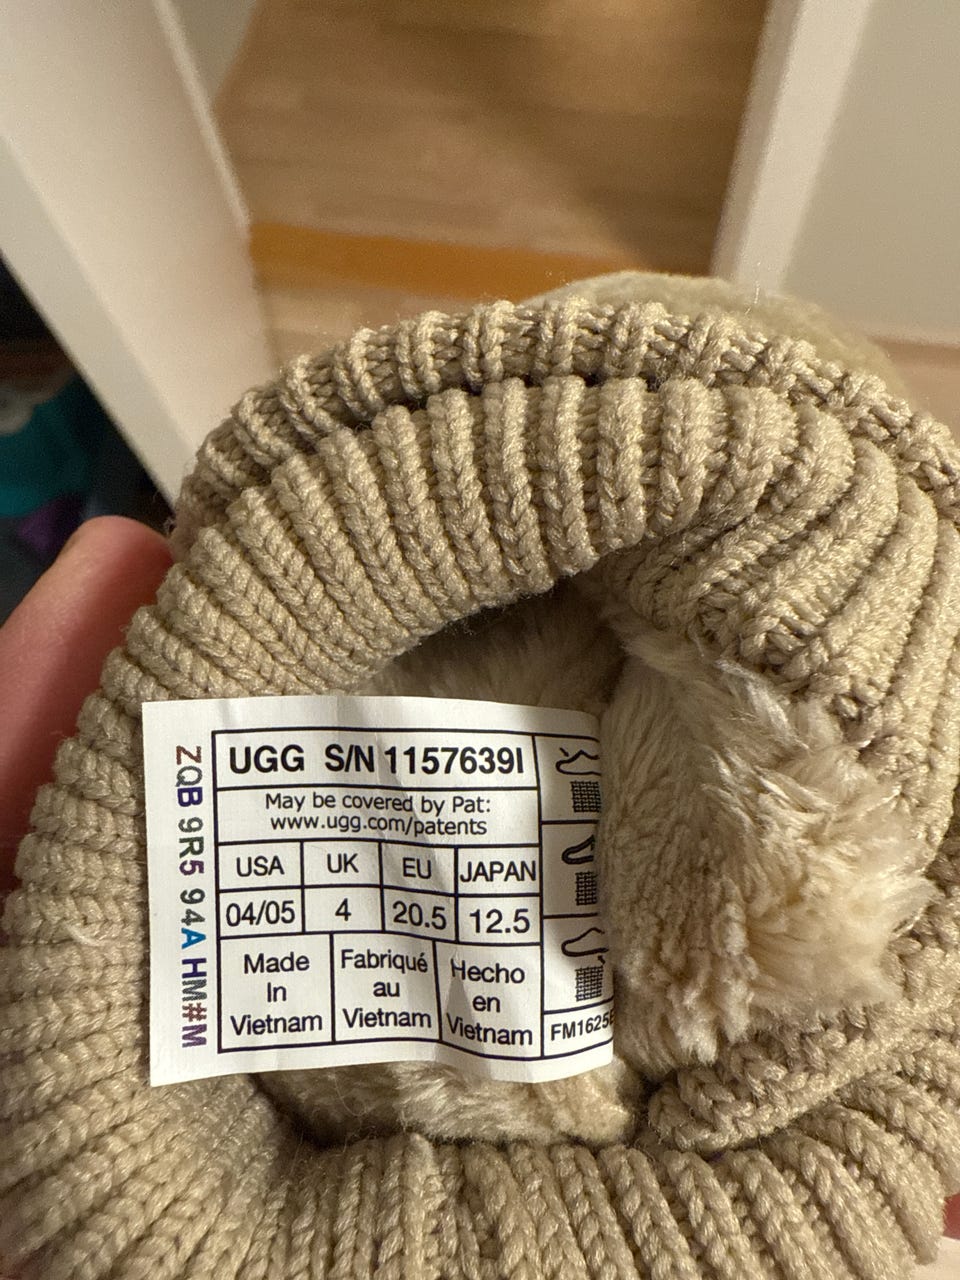 UGG S/N 1157639I
May be covered by Pat:
www.ugg.com/patents
USA UK EU JAPAN
04/05 4 20.5 12.5
Made In Vietnam
Fabriqué au Vietnam
Hecho en Vietnam
FM1625
ZQB 9R5 94A HM#M